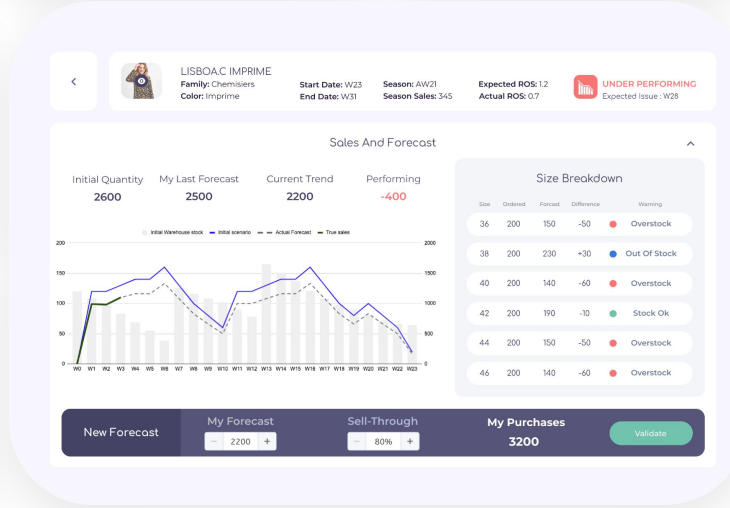 LISBOA.C IMPRIME
Family: Chemisiers
Color: Imprime
Start Date: W23
End Date: W31
Season: AW21
Season Sales: 345
Expected ROS: 1.2
Actual ROS: 0.7
UNDER PERFORMING
Expected Issue : W28
Sales And Forecast
Initial Quantity
2600
My Last Forecast
2500
Current Trend
2200
Performing
-400
Initial Warehouse stock
Initial scenario
Actual Forecast
True sales
200
150
100
50
0
2000
1500
1000
500
0
W0 W1 W2 W3 W4 W5 W6 W7 W8 W9 W10 W11 W12 W13 W14 W15 W16 W17 W18 W19 W20 W21 W22 W23
Size Breakdown
Size Ordered Forcast Difference Warning
36 200 150 -50 Overstock
38 200 230 +30 Out Of Stock
40 200 140 -60 Overstock
42 200 190 -10 Stock Ok
44 200 150 -50 Overstock
46 200 140 -60 Overstock
New Forecast
My Forecast
− 2200 +
Sell-Through
− 80% +
My Purchases
3200
Validate